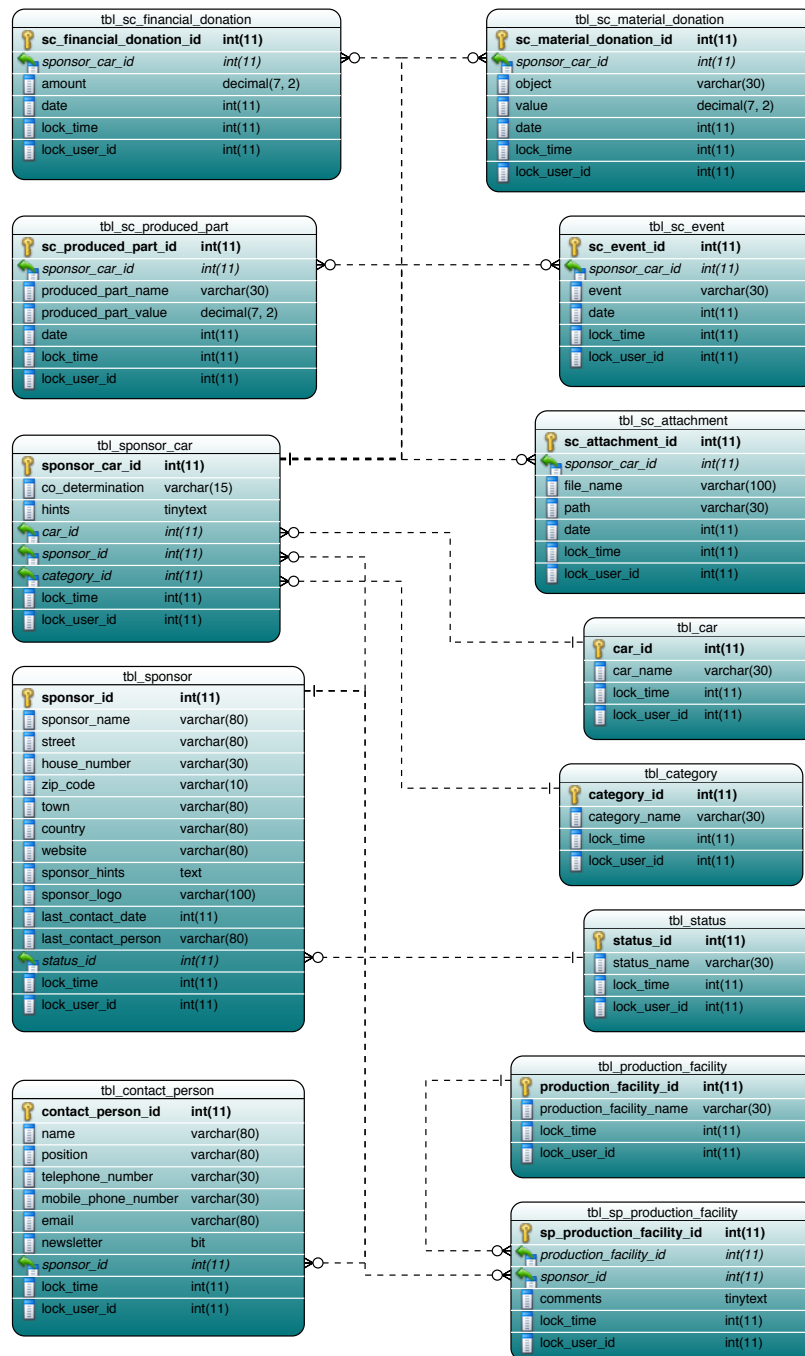 tbl_sc_financial_donation
sc_financial_donation_id int(11)
sponsor_car_id int(11)
amount decimal(7, 2)
date int(11)
lock_time int(11)
lock_user_id int(11)
tbl_sc_material_donation
sc_material_donation_id int(11)
sponsor_car_id int(11)
object varchar(30)
value decimal(7, 2)
date int(11)
lock_time int(11)
lock_user_id int(11)
tbl_sc_produced_part
sc_produced_part_id int(11)
sponsor_car_id int(11)
produced_part_name varchar(30)
produced_part_value decimal(7, 2)
date int(11)
lock_time int(11)
lock_user_id int(11)
tbl_sc_event
sc_event_id int(11)
sponsor_car_id int(11)
event varchar(30)
date int(11)
lock_time int(11)
lock_user_id int(11)
tbl_sponsor_car
sponsor_car_id int(11)
co_determination varchar(15)
hints tinytext
car_id int(11)
sponsor_id int(11)
category_id int(11)
lock_time int(11)
lock_user_id int(11)
tbl_sc_attachment
sc_attachment_id int(11)
sponsor_car_id int(11)
file_name varchar(100)
path varchar(30)
date int(11)
lock_time int(11)
lock_user_id int(11)
tbl_car
car_id int(11)
car_name varchar(30)
lock_time int(11)
lock_user_id int(11)
tbl_sponsor
sponsor_id int(11)
sponsor_name varchar(80)
street varchar(80)
house_number varchar(30)
zip_code varchar(10)
town varchar(80)
country varchar(80)
website varchar(80)
sponsor_hints text
sponsor_logo varchar(100)
last_contact_date int(11)
last_contact_person varchar(80)
status_id int(11)
lock_time int(11)
lock_user_id int(11)
tbl_category
category_id int(11)
category_name varchar(30)
lock_time int(11)
lock_user_id int(11)
tbl_status
status_id int(11)
status_name varchar(30)
lock_time int(11)
lock_user_id int(11)
tbl_contact_person
contact_person_id int(11)
name varchar(80)
position varchar(80)
telephone_number varchar(30)
mobile_phone_number varchar(30)
email varchar(80)
newsletter bit
sponsor_id int(11)
lock_time int(11)
lock_user_id int(11)
tbl_production_facility
production_facility_id int(11)
production_facility_name varchar(30)
lock_time int(11)
lock_user_id int(11)
tbl_sp_production_facility
sp_production_facility_id int(11)
production_facility_id int(11)
sponsor_id int(11)
comments tinytext
lock_time int(11)
lock_user_id int(11)